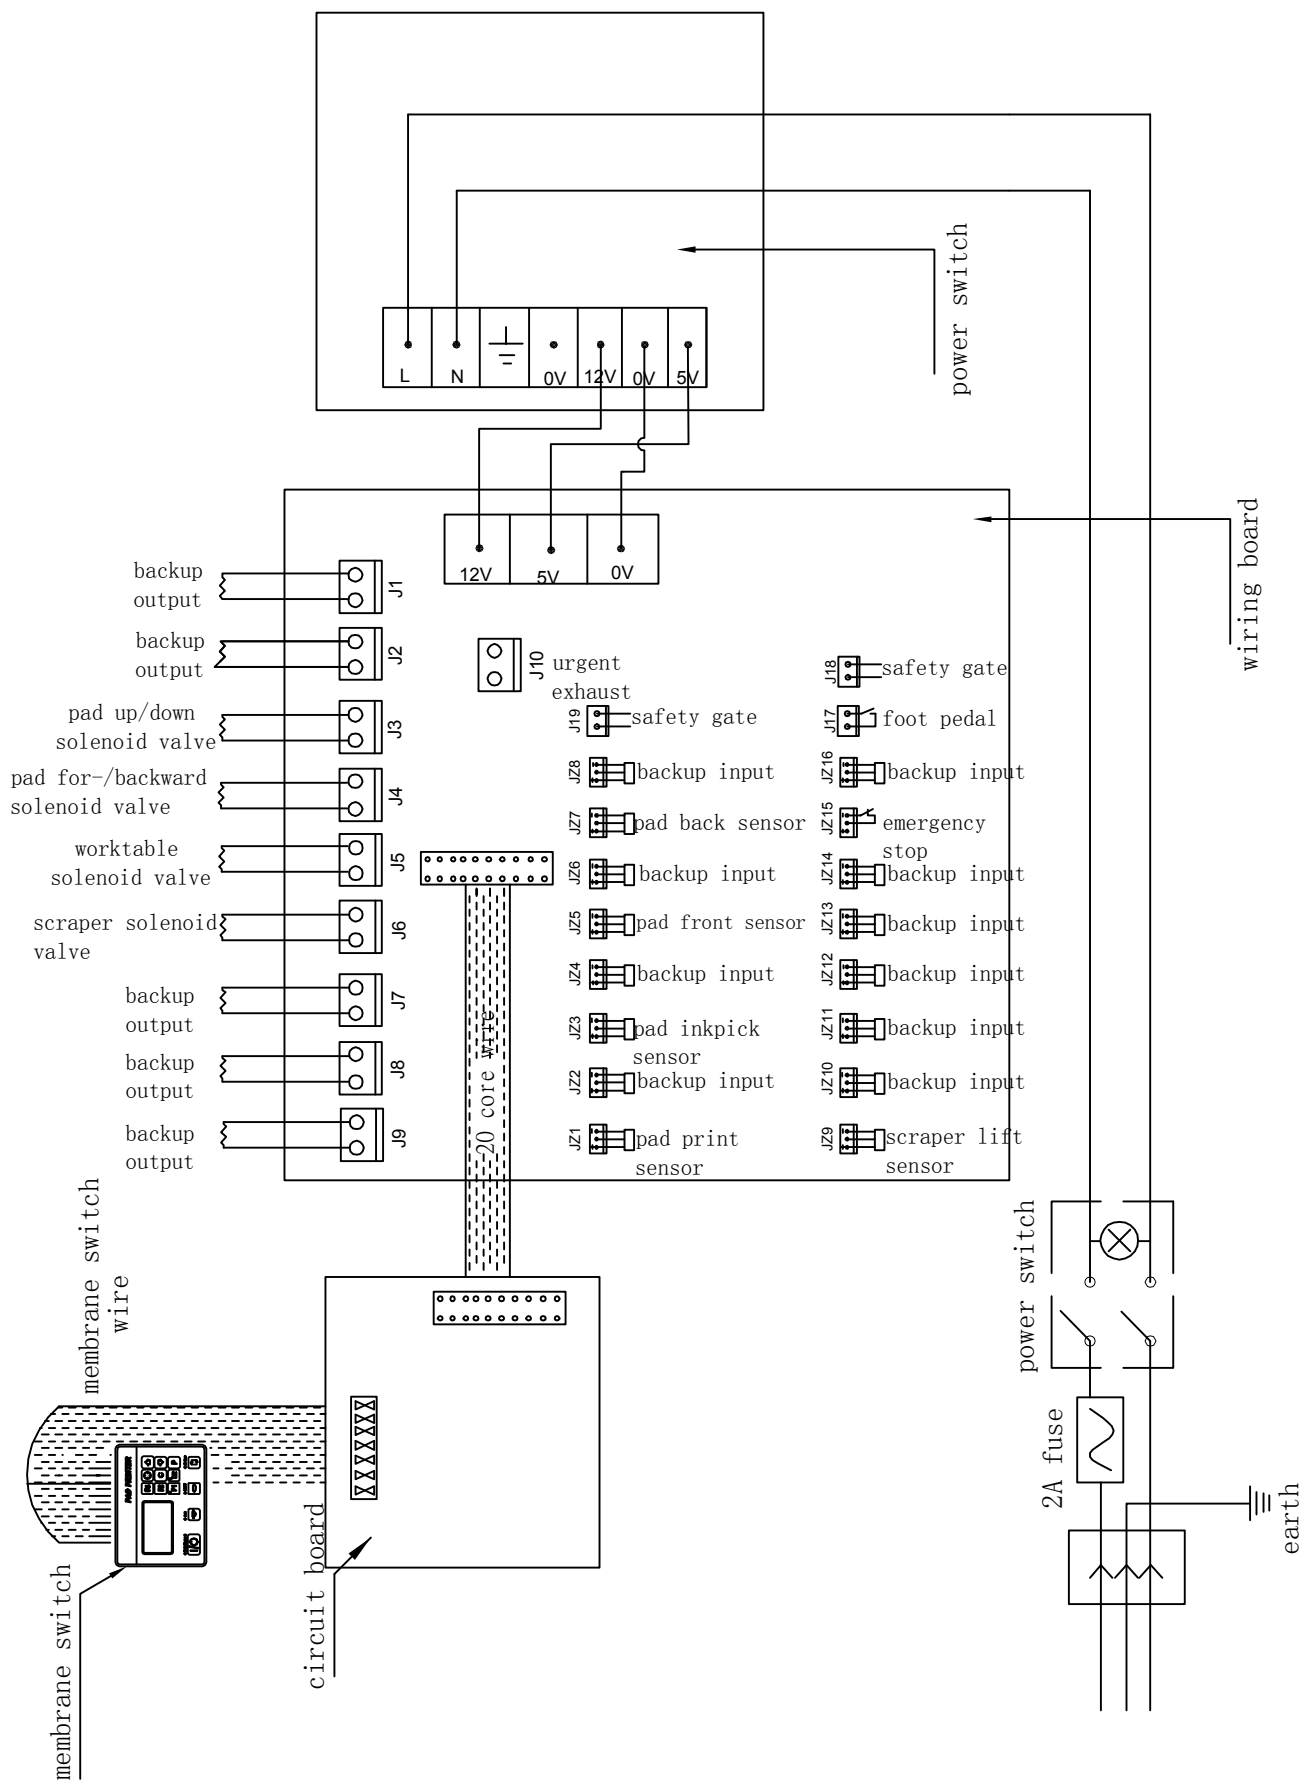 power switch
L
N
0V
12V
0V
5V
wiring board
12V
5V
0V
backup
output
J1
backup
output
J2
pad up/down
solenoid valve
J3
pad for-/backward
solenoid valve
J4
worktable
solenoid valve
J5
scraper solenoid
valve
J6
backup
output
J7
backup
output
J8
backup
output
J9
J10
urgent
exhaust
J19
safety gate
JZ8
backup input
JZ7
pad back sensor
JZ6
backup input
JZ5
pad front sensor
JZ4
backup input
JZ3
pad inkpick
sensor
JZ2
backup input
JZ1
pad print
sensor
J18
safety gate
J17
foot pedal
JZ16
backup input
JZ15
emergency
stop
JZ14
backup input
JZ13
backup input
JZ12
backup input
JZ11
backup input
JZ10
backup input
JZ9
scraper lift
sensor
20 core wire
membrane switch
wire
PAD PRINTER
membrane switch
circuit board
power switch
2A fuse
earth